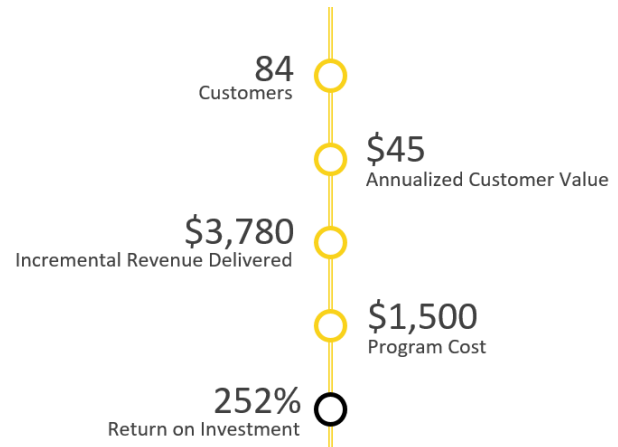 84
Customers
$45
Annualized Customer Value
$3,780
Incremental Revenue Delivered
$1,500
Program Cost
252%
Return on Investment